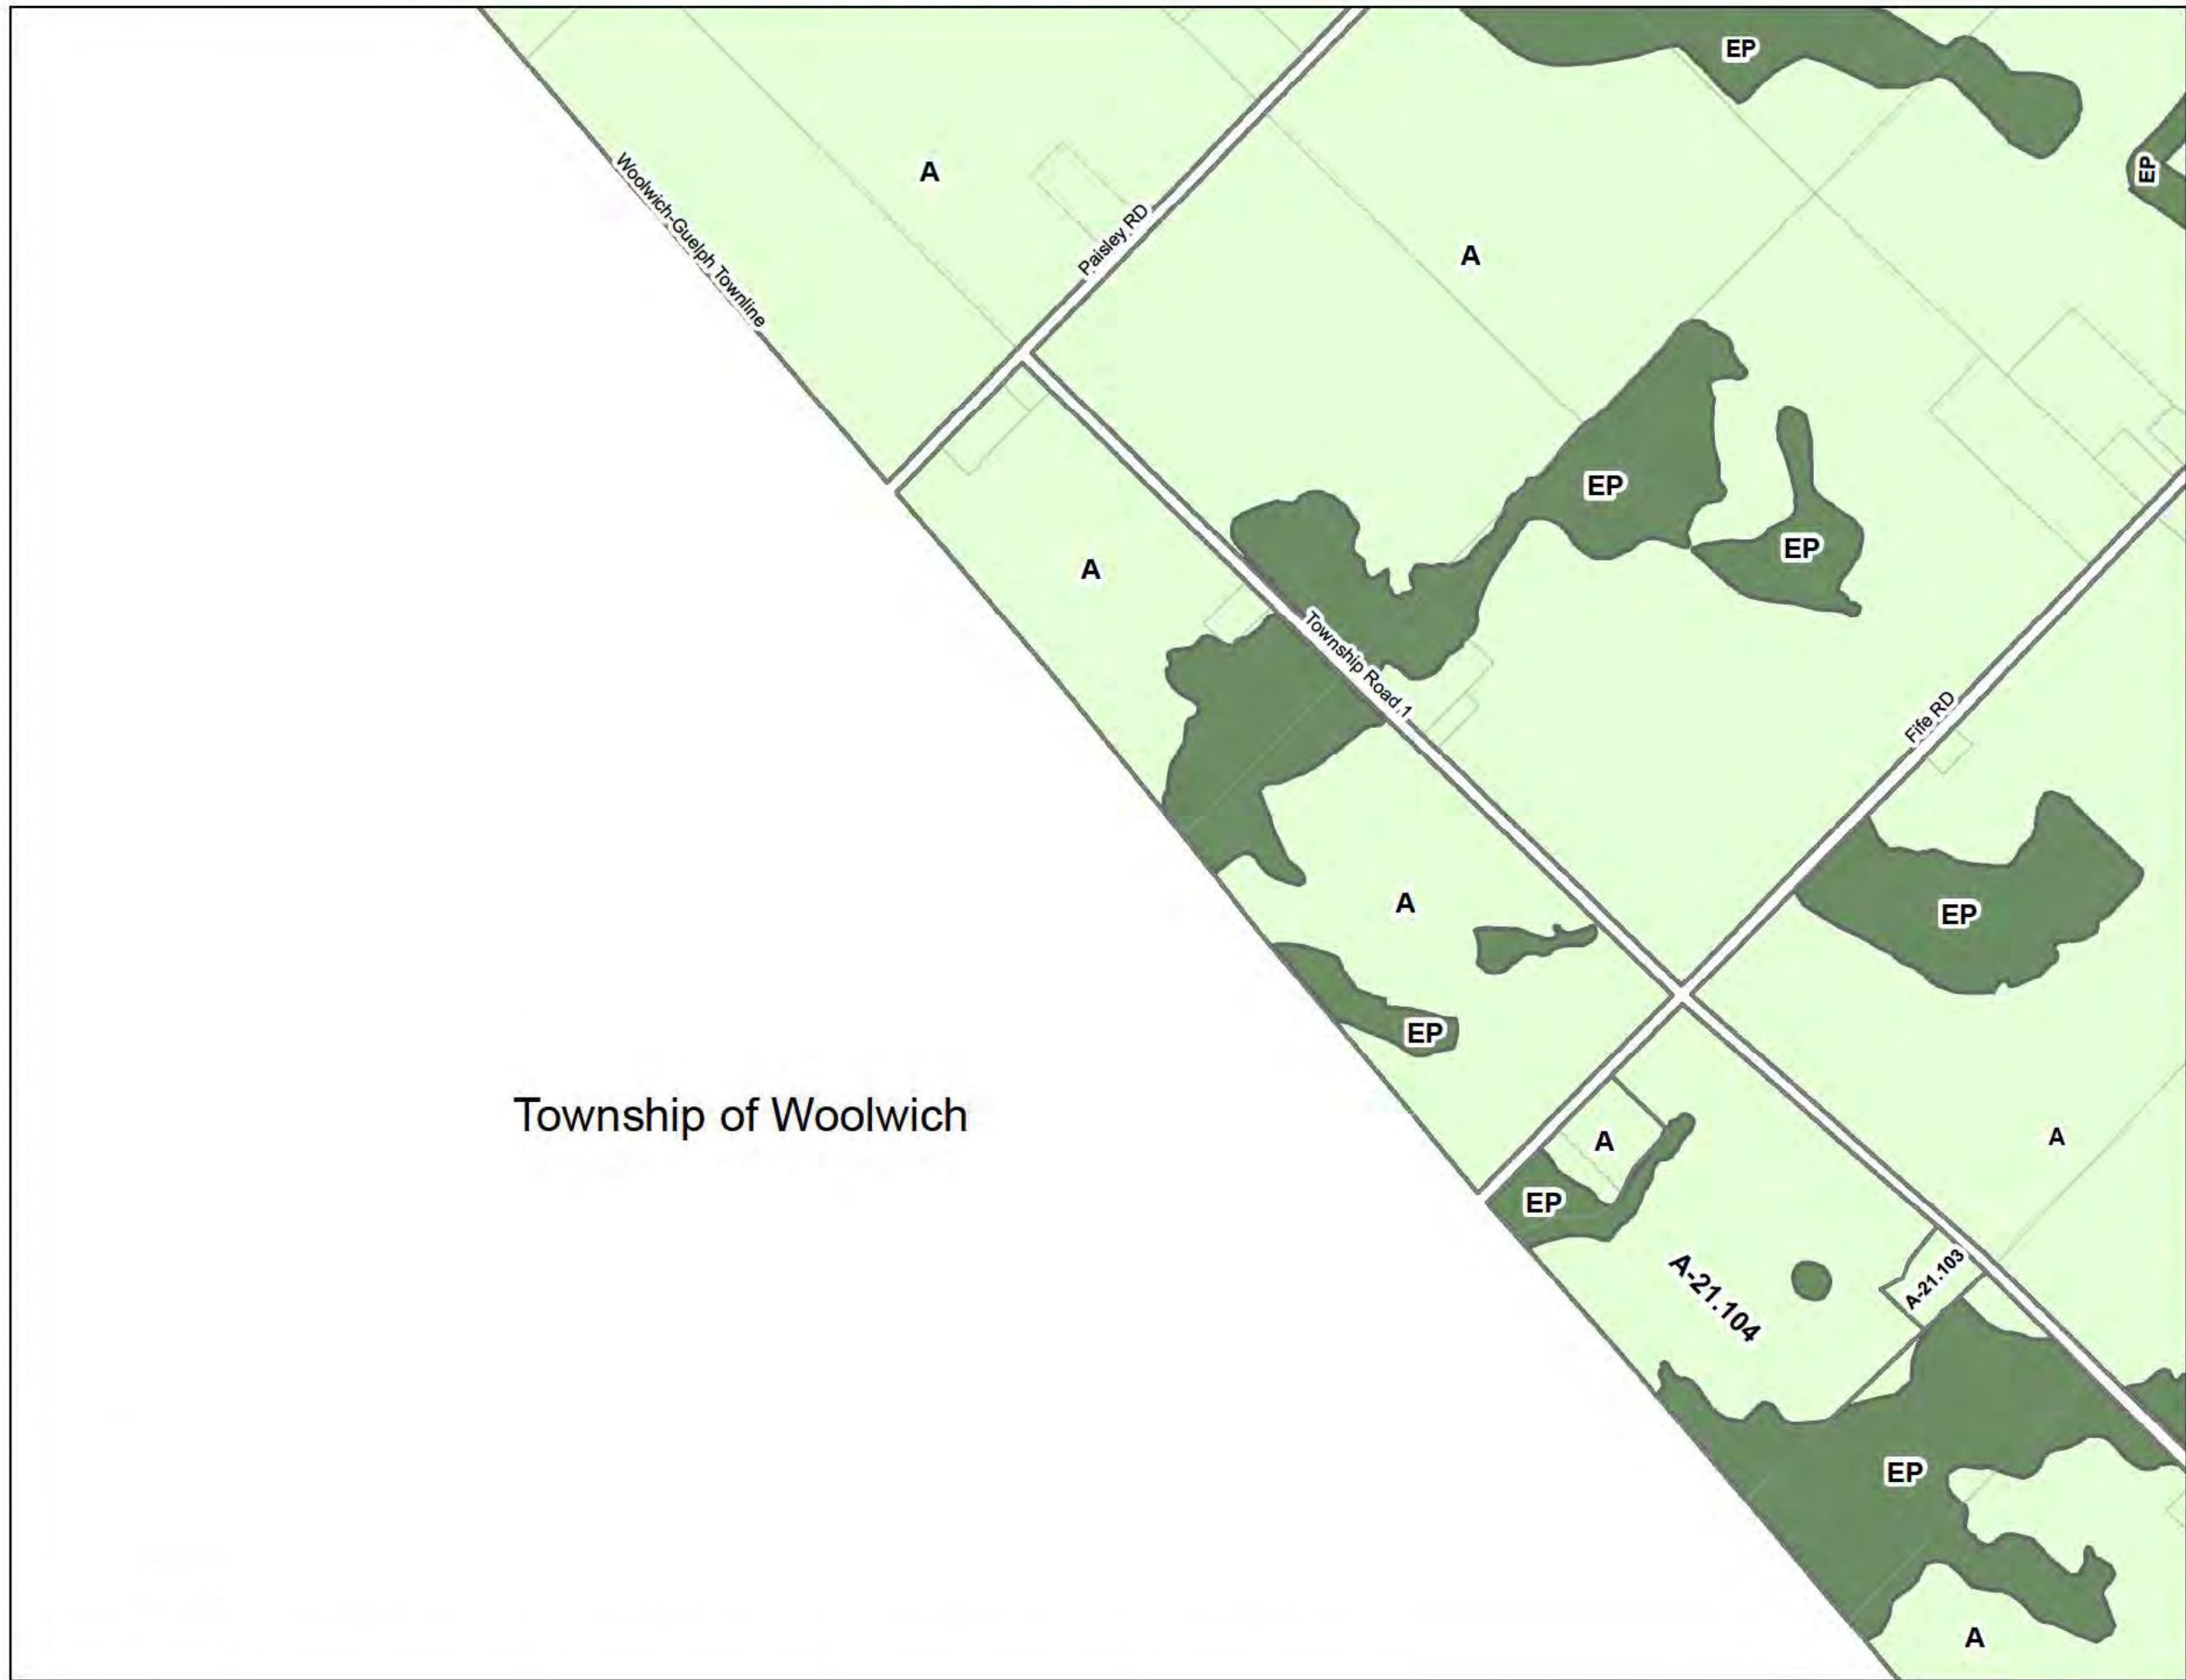 EP
EP
A
Woolwich-Guelph Townline
Paisley RD
A
EP
EP
A
Township Road 1
Fife RD
A
EP
EP
Township of Woolwich
A
A
EP
A-21.103
A-21.104
EP
A